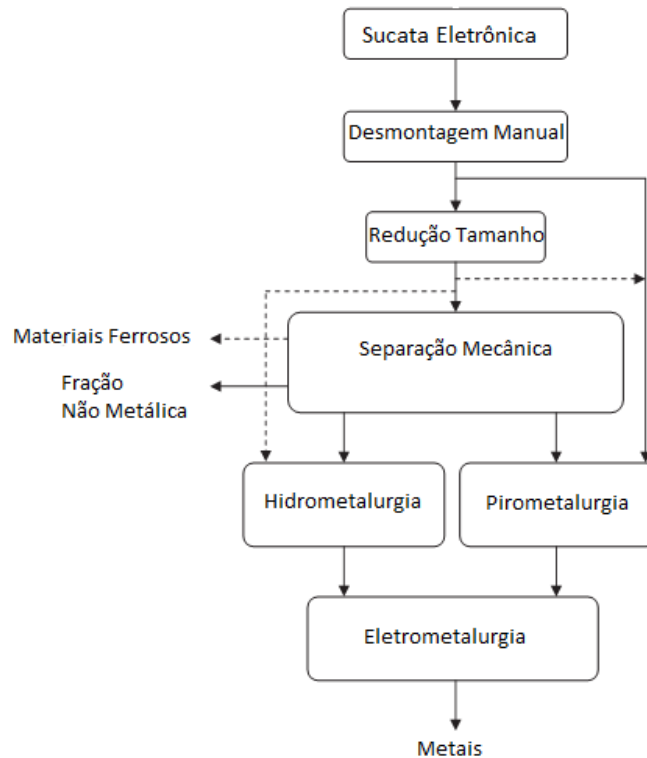 Sucata Eletrônica
Desmontagem Manual
Redução Tamanho
Materiais Ferrosos
Separação Mecânica
Fração
Não Metálica
Hidrometalurgia
Pirometalurgia
Eletrometalurgia
Metais